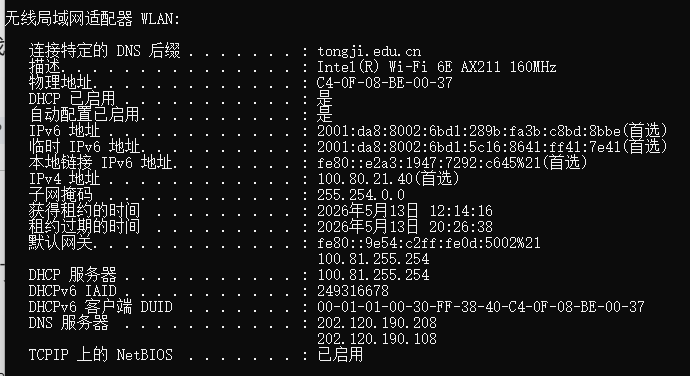 无线局域网适配器 WLAN:
连接特定的 DNS 后缀 . . . . . . . : tongji.edu.cn
描述. . . . . . . . . . . . . . . : Intel(R) Wi-Fi 6E AX211 160MHz
物理地址. . . . . . . . . . . . . : C4-0F-08-BE-00-37
DHCP 已启用 . . . . . . . . . . . : 是
自动配置已启用. . . . . . . . . . : 是
IPv6 地址 . . . . . . . . . . . . : 2001:da8:8002:6bd1:289b:fa3b:c8bd:8bbe(首选)
临时 IPv6 地址. . . . . . . . . . : 2001:da8:8002:6bd1:5c16:8641:ff41:7e41(首选)
本地链接 IPv6 地址. . . . . . . . : fe80::e2a3:1947:7292:c645%21(首选)
IPv4 地址 . . . . . . . . . . . . : 100.80.21.40(首选)
子网掩码 . . . . . . . . . . . . : 255.254.0.0
获得租约的时间 . . . . . . . . . : 2026年5月13日 12:14:16
租约过期的时间 . . . . . . . . . : 2026年5月13日 20:26:38
默认网关. . . . . . . . . . . . . : fe80::9e54:c2ff:fe0d:5002%21
100.81.255.254
DHCP 服务器 . . . . . . . . . . . : 100.81.255.254
DHCPv6 IAID . . . . . . . . . . . : 249316678
DHCPv6 客户端 DUID . . . . . . . : 00-01-01-00-30-FF-38-40-C4-0F-08-BE-00-37
DNS 服务器 . . . . . . . . . . . : 202.120.190.208
202.120.190.108
TCPIP 上的 NetBIOS . . . . . . . : 已启用